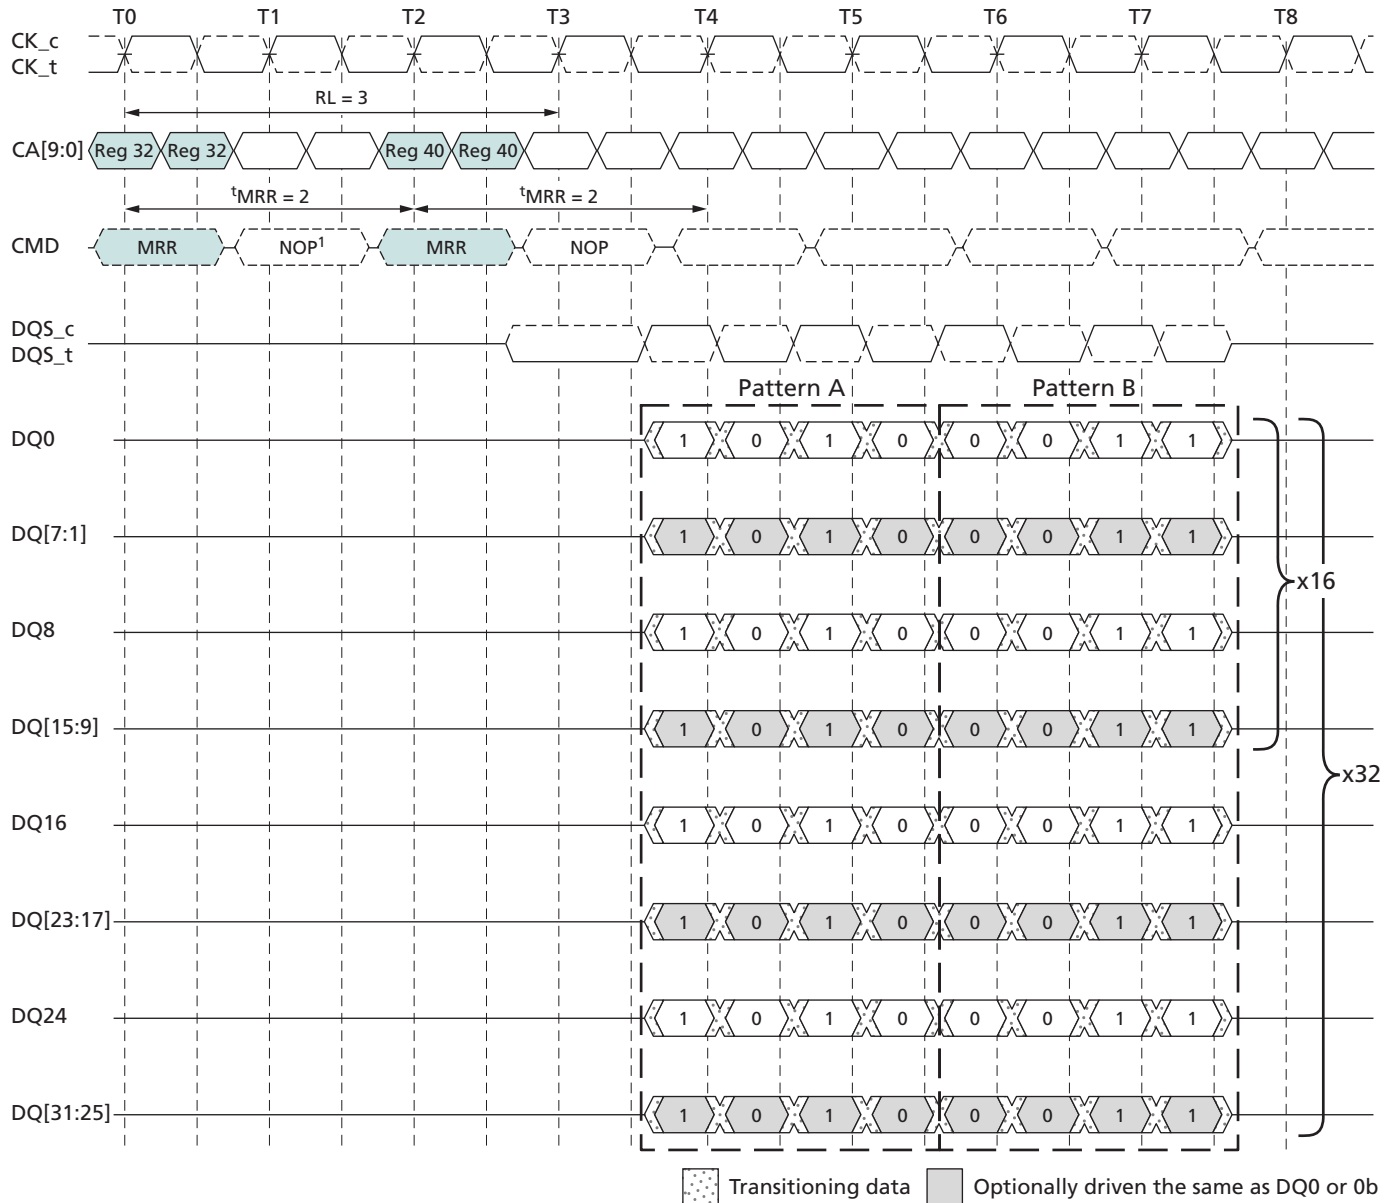 T0 T1 T2 T3 T4 T5 T6 T7 T8
CK_c
CK_t
RL = 3
CA[9:0] Reg 32 Reg 32 Reg 40 Reg 40
tMRR = 2 tMRR = 2
CMD MRR NOP1 MRR NOP
DQS_c
DQS_t
Pattern A Pattern B
DQ0 1 0 1 0 0 0 1 1
DQ[7:1] 1 0 1 0 0 0 1 1
x16
DQ8 1 0 1 0 0 0 1 1
DQ[15:9] 1 0 1 0 0 0 1 1
x32
DQ16 1 0 1 0 0 0 1 1
DQ[23:17] 1 0 1 0 0 0 1 1
DQ24 1 0 1 0 0 0 1 1
DQ[31:25] 1 0 1 0 0 0 1 1
Transitioning data Optionally driven the same as DQ0 or 0b